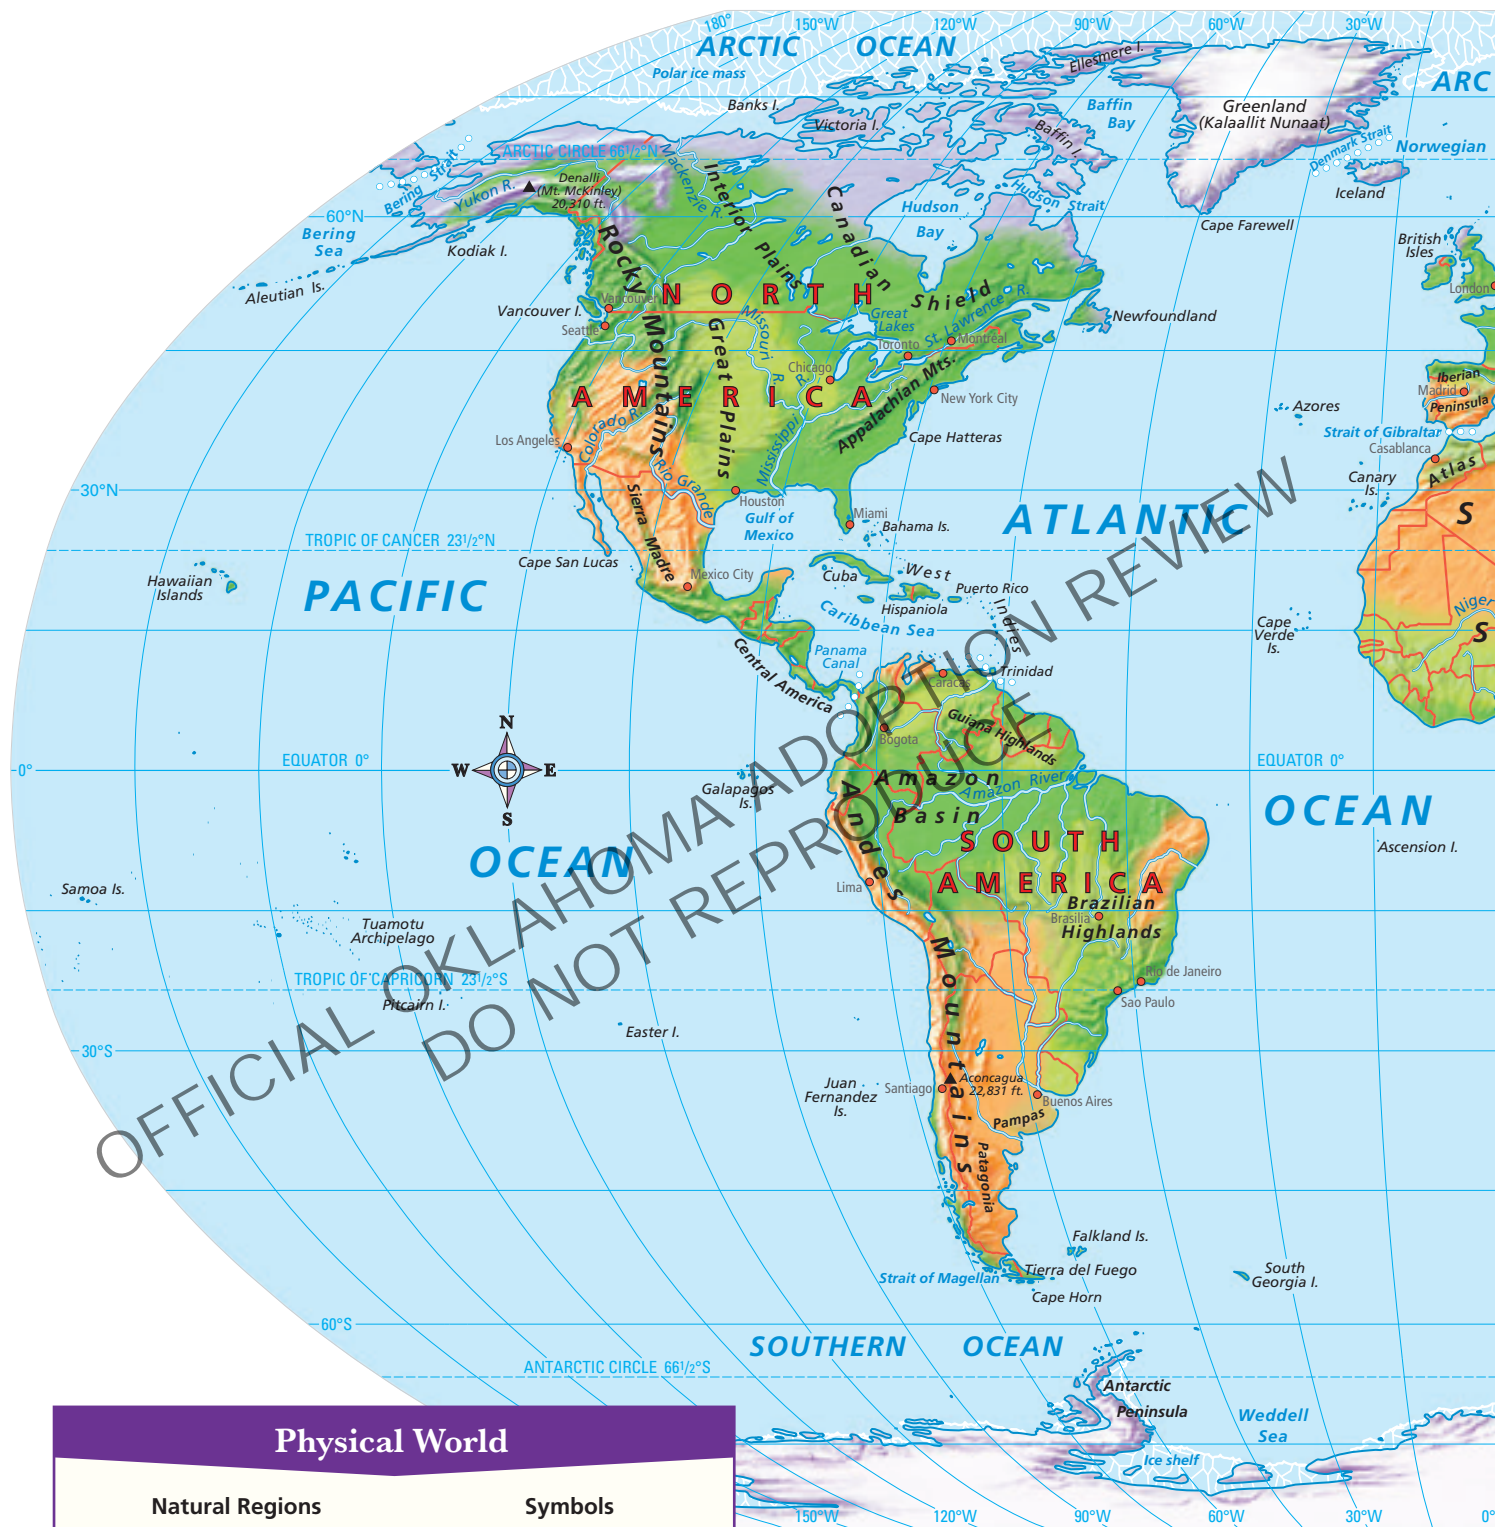 180°
150°W
120°W
90°W
60°W
30°W
ARCTIC OCEAN
ARC
Polar ice mass
Ellesmere I.
Banks I.
Victoria I.
Baffin
Bay
Baffin I.
Greenland
(Kalaallit Nunaat)
Denmark Strait
Norwegian
Iceland
Cape Farewell
ARCTIC CIRCLE 66½°N
Bering Strait
Yukon R.
Denalli
(Mt. McKinley)
20,310 ft.
Mackenzie R.
Interior Plains
Canadian Shield
Hudson
Bay
Hudson Strait
60°N
Bering
Sea
Kodiak I.
Aleutian Is.
British
Isles
London
Rocky Mountains
Vancouver I.
Vancouver
Seattle
NORTH
AMERICA
Great Plains
Missouri R.
Great
Lakes
St. Lawrence R.
Newfoundland
Toronto
Montréal
Chicago
R.
Mississippi
Appalachian Mts.
New York City
Cape Hatteras
Azores
Iberian
Madrid
Peninsula
Strait of Gibraltar
Casablanca
Atlas
Canary
Is.
Los Angeles
Colorado R.
Rio Grande
30°N
Sierra Madre
Houston
Gulf of
Mexico
Miami
Bahama Is.
ATLANTIC
S
TROPIC OF CANCER 23½°N
Cape San Lucas
Mexico City
Hawaiian
Islands
PACIFIC
Cuba
West Indies
Puerto Rico
Hispaniola
Caribbean Sea
Cape
Verde
Is.
Niger
S
Panama
Canal
Central America
Caracas
Trinidad
Bogota
Guiana Highlands
N
W
E
S
0°
EQUATOR 0°
EQUATOR 0°
Galapagos
Is.
Amazon
Basin
Amazon River
OCEAN
OCEAN
Andes Mountains
SOUTH
AMERICA
Ascension I.
Samoa Is.
Lima
Brazilian
Highlands
Brasilia
Tuamotu
Archipelago
TROPIC OF CAPRICORN 23½°S
Pitcairn I.
Easter I.
Rio de Janeiro
Sao Paulo
30°S
Juan
Fernandez
Is.
Santiago
Aconcagua
22,831 ft.
Buenos Aires
Pampas
Patagonia
Falkland Is.
Strait of Magellan
Tierra del Fuego
Cape Horn
South
Georgia I.
60°S
SOUTHERN OCEAN
ANTARCTIC CIRCLE 66½°S
Antarctic
Peninsula
Weddell
Sea
Ice shelf
150°W
120°W
90°W
60°W
30°W
0°
Physical World
Natural Regions
Symbols
OFFICIAL OKLAHOMA ADOPTION REVIEW
DO NOT REPRODUCE